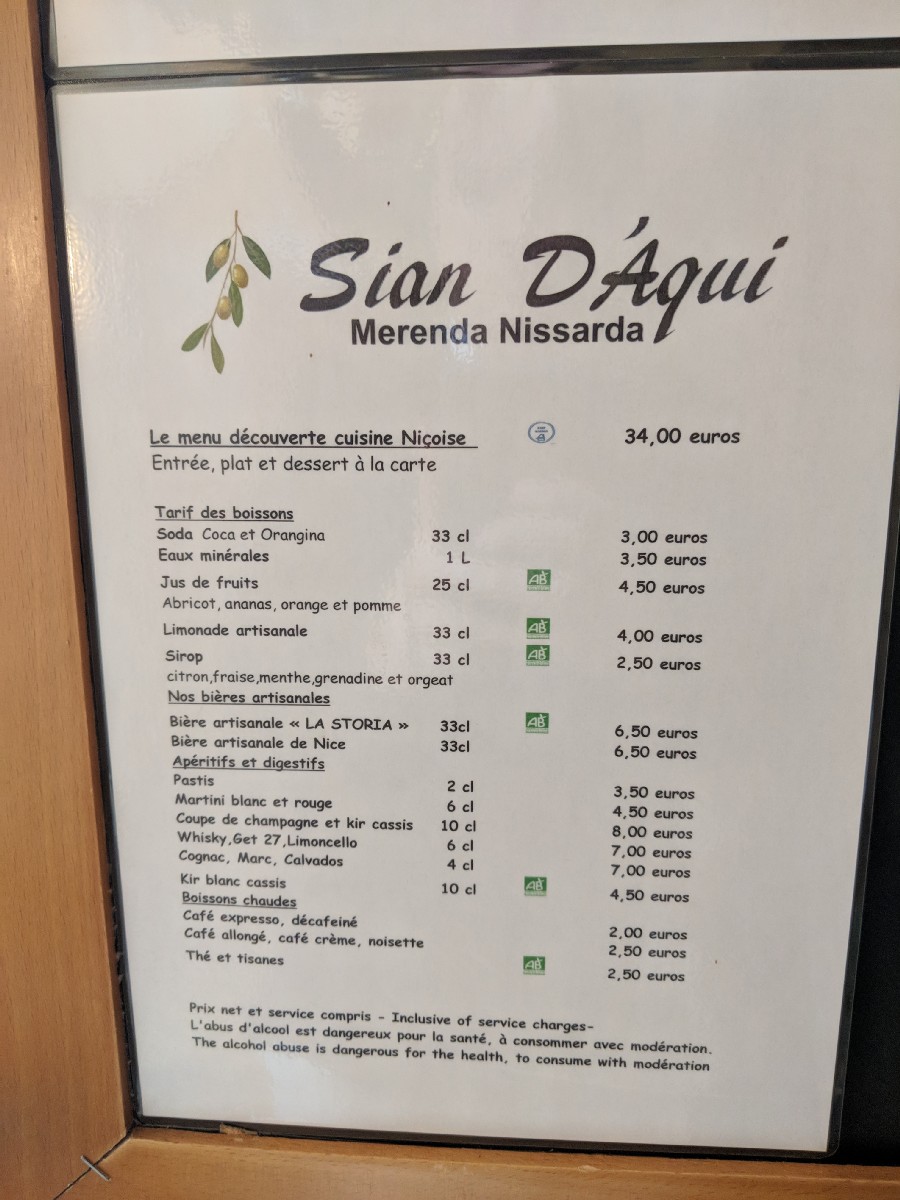 Sian D'Aqui
Merenda Nissarda
Le menu découverte cuisine Niçoise 34,00 euros
Entrée, plat et dessert à la carte
Tarif des boissons
Soda Coca et Orangina 33 cl 3,00 euros
Eaux minérales 1 L 3,50 euros
Jus de fruits 25 cl AB 4,50 euros
Abricot, ananas, orange et pomme
Limonade artisanale 33 cl AB 4,00 euros
Sirop 33 cl AB 2,50 euros
citron,fraise,menthe,grenadine et orgeat
Nos bières artisanales
Bière artisanale « LA STORIA » 33cl AB 6,50 euros
Bière artisanale de Nice 33cl 6,50 euros
Apéritifs et digestifs
Pastis 2 cl 3,50 euros
Martini blanc et rouge 6 cl 4,50 euros
Coupe de champagne et kir cassis 10 cl 8,00 euros
Whisky,Get 27,Limoncello 6 cl 7,00 euros
Cognac, Marc, Calvados 4 cl 7,00 euros
Kir blanc cassis 10 cl AB 4,50 euros
Boissons chaudes
Café expresso, décafeiné 2,00 euros
Café allongé, café crème, noisette 2,50 euros
Thé et tisanes AB 2,50 euros
Prix net et service compris - Inclusive of service charges-
L'abus d'alcool est dangereux pour la santé, à consommer avec modération.
The alcohol abuse is dangerous for the health, to consume with modération